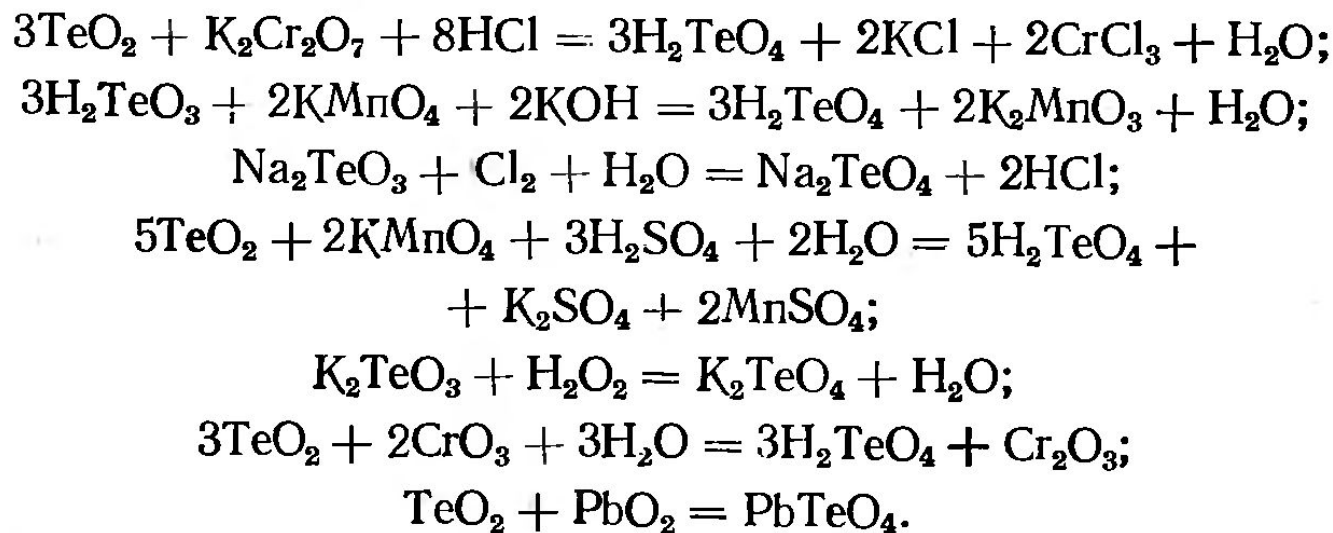 3TeO₂ + K₂Cr₂O₇ + 8HCl = 3H₂TeO₄ + 2KCl + 2CrCl₃ + H₂O;
3H₂TeO₃ + 2KMnO₄ + 2KOH = 3H₂TeO₄ + 2K₂MnO₃ + H₂O;
Na₂TeO₃ + Cl₂ + H₂O = Na₂TeO₄ + 2HCl;
5TeO₂ + 2KMnO₄ + 3H₂SO₄ + 2H₂O = 5H₂TeO₄ +
+ K₂SO₄ + 2MnSO₄;
K₂TeO₃ + H₂O₂ = K₂TeO₄ + H₂O;
3TeO₂ + 2CrO₃ + 3H₂O = 3H₂TeO₄ + Cr₂O₃;
TeO₂ + PbO₂ = PbTeO₄.